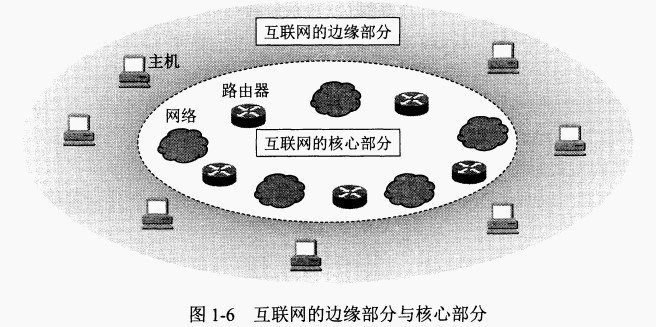 互联网的边缘部分
主机
路由器
网络
互联网的核心部分
图 1-6 互联网的边缘部分与核心部分